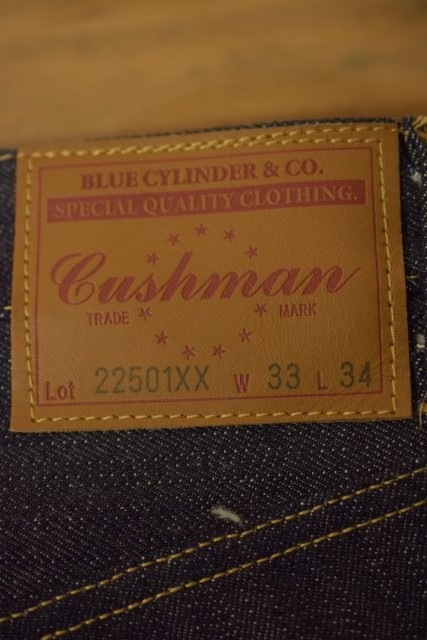 BLUE CYLINDER & CO.
SPECIAL QUALITY CLOTHING.
Cushman
TRADE MARK
Lot 22501XX W 33 L 34